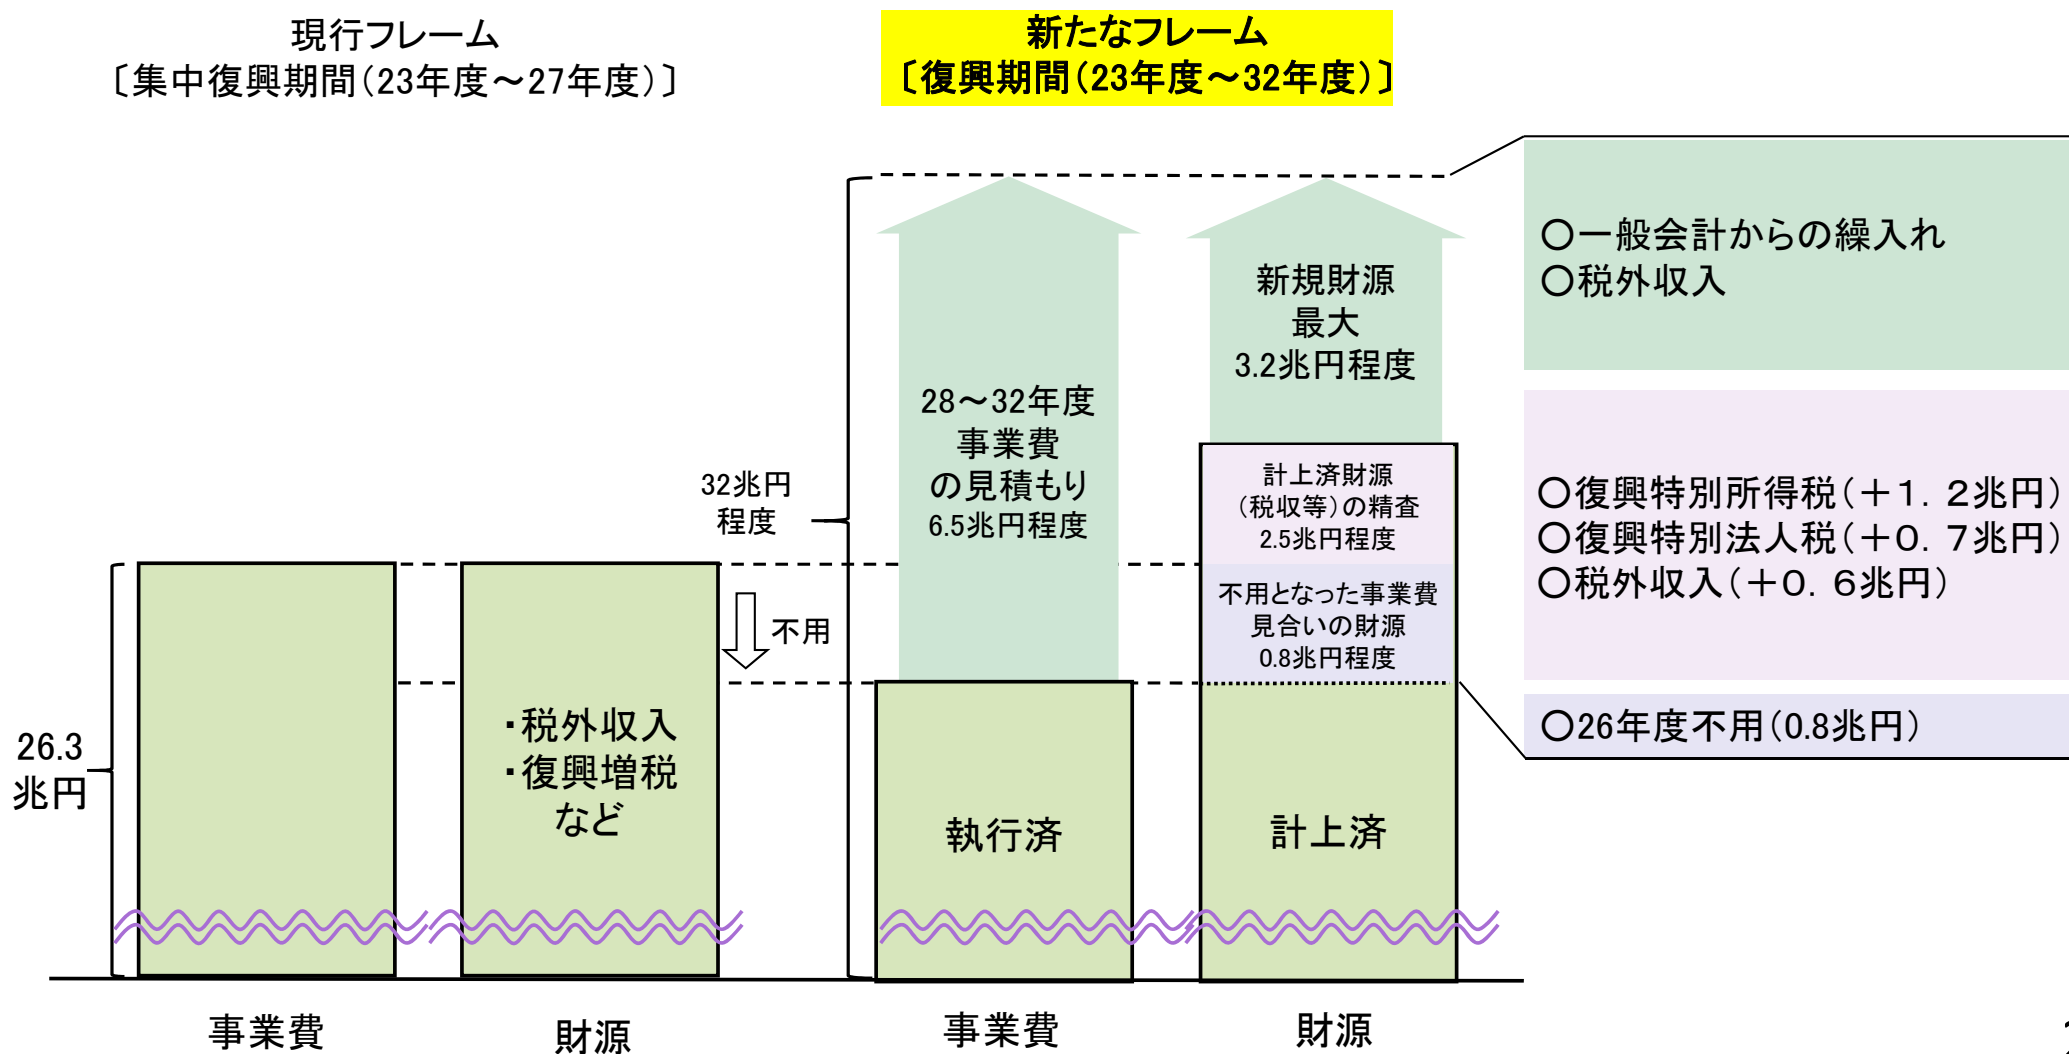 現行フレーム
〔集中復興期間(23年度～27年度)〕
新たなフレーム
〔復興期間(23年度～32年度)〕
26.3
兆円
・税外収入
・復興増税
など
不用
32兆円
程度
28～32年度
事業費
の見積もり
6.5兆円程度
執行済
新規財源
最大
3.2兆円程度
計上済財源
(税収等)の精査
2.5兆円程度
不用となった事業費
見合いの財源
0.8兆円程度
計上済
〇一般会計からの繰入れ
〇税外収入
〇復興特別所得税(＋1．2兆円)
〇復興特別法人税(＋0．7兆円)
〇税外収入(＋0．6兆円)
〇26年度不用(0.8兆円)
事業費
財源
事業費
財源